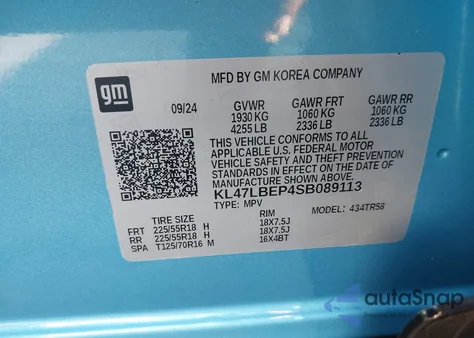 MFD BY GM KOREA COMPANY
gm
09/24 GVWR GAWR FRT GAWR RR
1930 KG 1060 KG 1060 KG
4255 LB 2336 LB 2336 LB
THIS VEHICLE CONFORMS TO ALL
APPLICABLE U.S. FEDERAL MOTOR
VEHICLE SAFETY AND THEFT PREVENTION
STANDARDS IN EFFECT ON THE DATE OF
MANUFACTURE SHOWN ABOVE.
KL47LBEP4SB089113
TYPE: MPV MODEL: 434TR58
TIRE SIZE RIM
FRT 225/55R18 H 18X7.5J
RR 225/55R18 H 18X7.5J
SPA T125/70R16 M 16X4BT
autoSnap